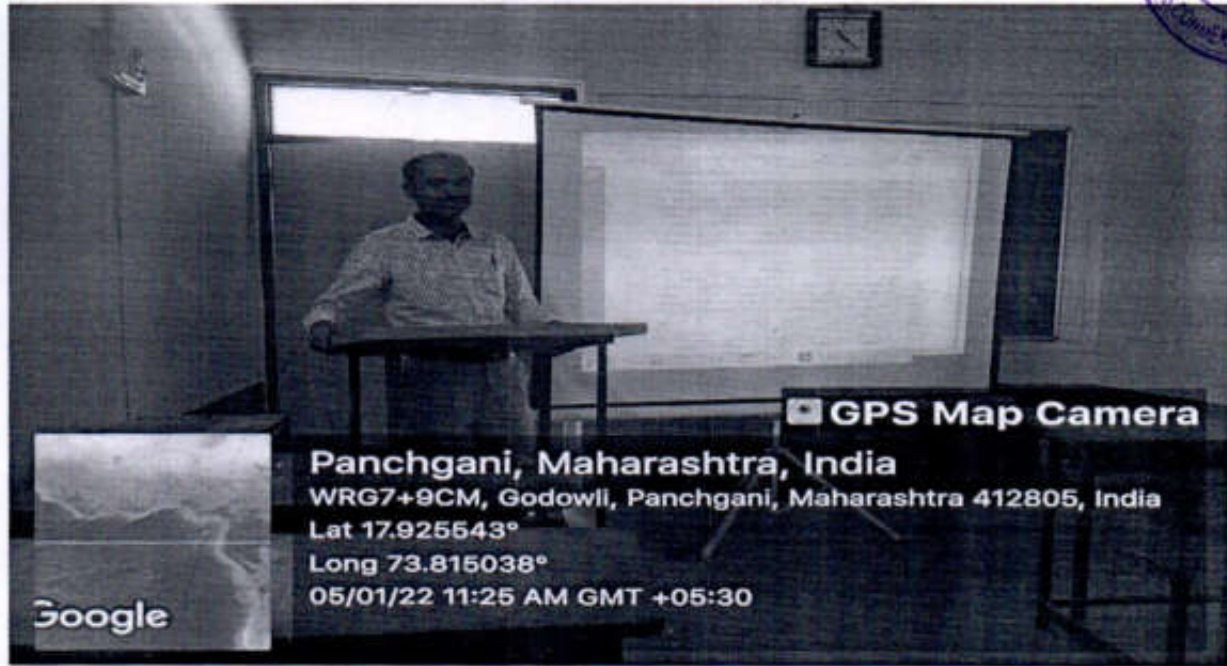 GPS Map Camera
Panchgani, Maharashtra, India
WRG7+9CM, Godowli, Panchgani, Maharashtra 412805, India
Lat 17.925543°
Long 73.815038°
05/01/22 11:25 AM GMT +05:30
Google